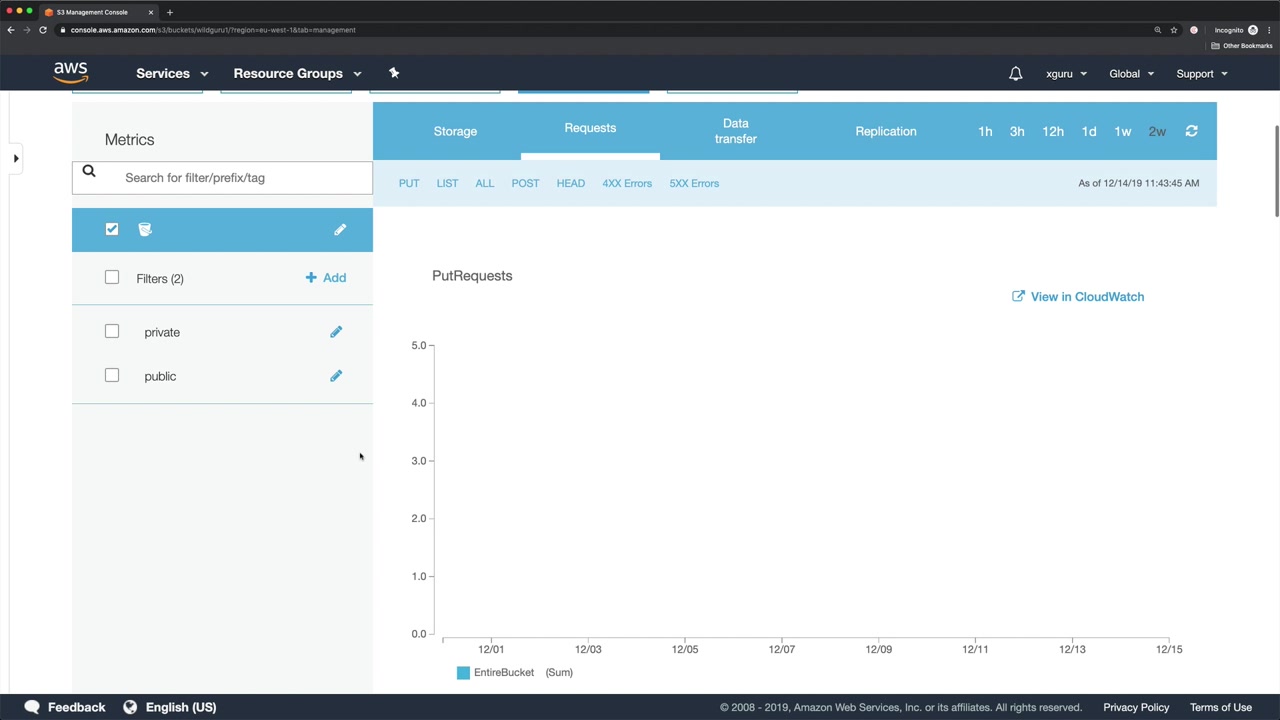 S3 Management Console
console.aws.amazon.com/s3/buckets/wildguru1/?region=eu-west-1&tab=management
Incognito
Other Bookmarks
aws
Services
Resource Groups
xguru
Global
Support
Metrics
Search for filter/prefix/tag
Filters (2)
Add
private
public
Storage
Requests
Data
transfer
Replication
1h 3h 12h 1d 1w 2w
PUT LIST ALL POST HEAD 4XX Errors 5XX Errors
As of 12/14/19 11:43:45 AM
PutRequests
View in CloudWatch
5.0
4.0
3.0
2.0
1.0
0.0
12/01 12/03 12/05 12/07 12/09 12/11 12/13 12/15
EntireBucket (Sum)
Feedback
English (US)
© 2008 - 2019, Amazon Web Services, Inc. or its affiliates. All rights reserved.
Privacy Policy
Terms of Use